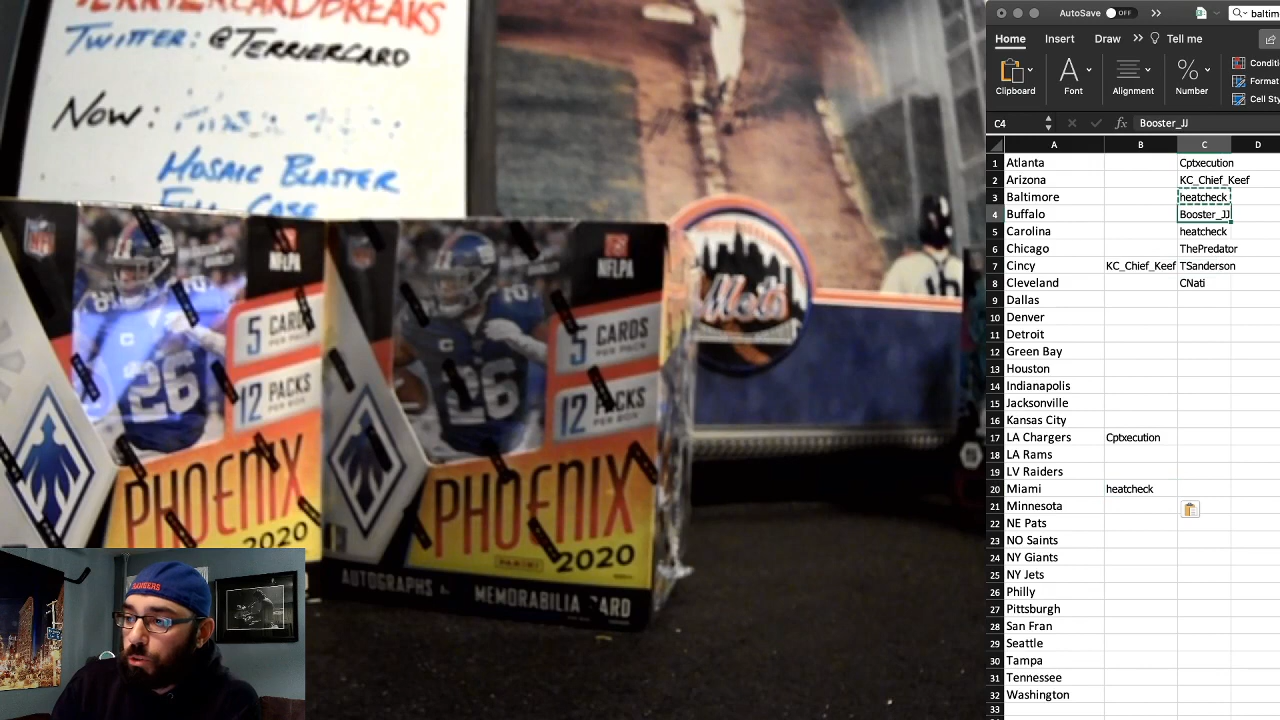 TERRIERCARDBREAKS
TWITTER: @TERRIERCARD
NOW:
MOSAIC BLASTER
FULL CASE
NFL
NFLPA
5 CARDS
PER PACK
12 PACKS
PER BOX
26
PHOENIX
2020
NFLPA
5 CARDS
PER PACK
12 PACKS
PER BOX
26
PHOENIX
PANINI
2020
AUTOGRAPHS
MEMORABILIA CARD
Mets
RANGERS
AutoSave OFF
baltim
Home Insert Draw Tell me
Clipboard Font Alignment Number
Conditi
Format
Cell Sty
C4 fx Booster_JJ
A B C D
1 Atlanta Cptxecution
2 Arizona KC_Chief_Keef
3 Baltimore heatcheck
4 Buffalo Booster_JJ
5 Carolina heatcheck
6 Chicago ThePredator
7 Cincy KC_Chief_Keef TSanderson
8 Cleveland CNati
9 Dallas
10 Denver
11 Detroit
12 Green Bay
13 Houston
14 Indianapolis
15 Jacksonville
16 Kansas City
17 LA Chargers Cptxecution
18 LA Rams
19 LV Raiders
20 Miami heatcheck
21 Minnesota
22 NE Pats
23 NO Saints
24 NY Giants
25 NY Jets
26 Philly
27 Pittsburgh
28 San Fran
29 Seattle
30 Tampa
31 Tennessee
32 Washington
33